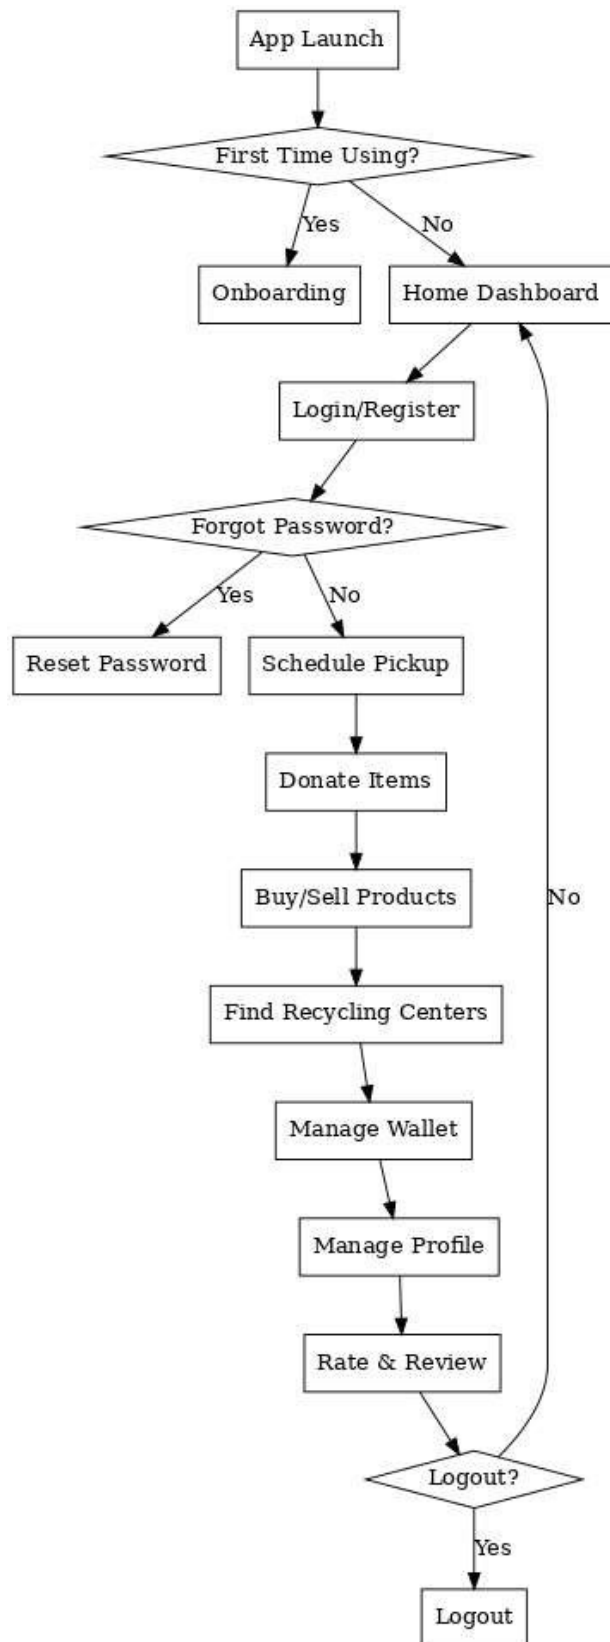 App Launch
First Time Using?
Yes
No
Onboarding
Home Dashboard
Login/Register
Forgot Password?
Yes
No
Reset Password
Schedule Pickup
Donate Items
Buy/Sell Products
No
Find Recycling Centers
Manage Wallet
Manage Profile
Rate & Review
Logout?
Yes
Logout